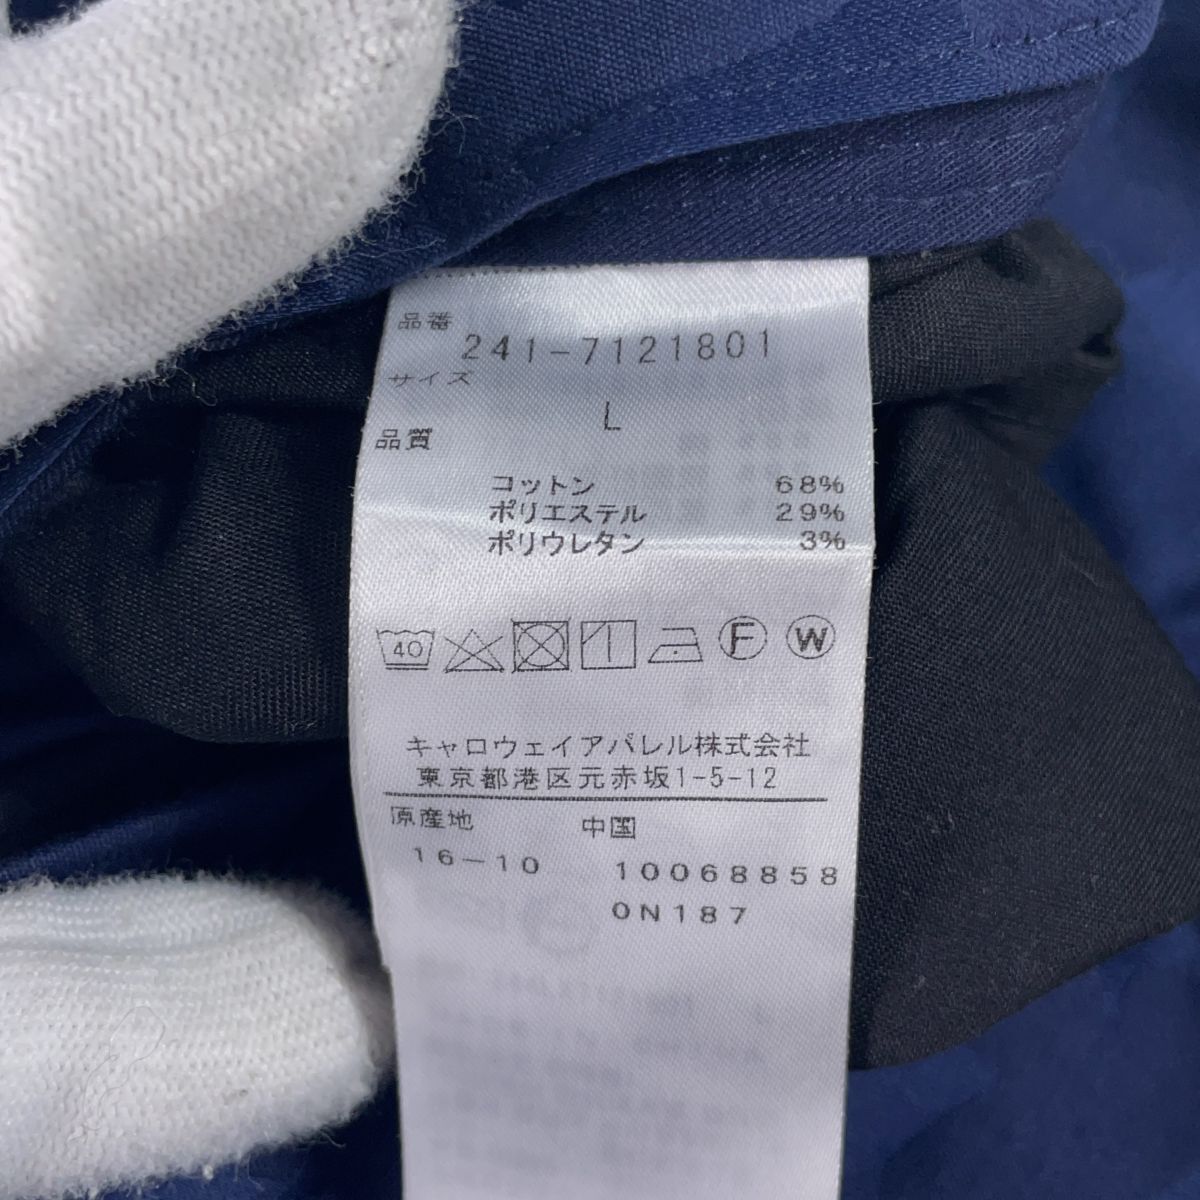 品番
241-7121801
サイズ
L
品質
コットン 68%
ポリエステル 29%
ポリウレタン 3%
40 F W
キャロウェイアパレル株式会社
東京都港区元赤坂1-5-12
原産地 中国
16-10 10068858
0N187